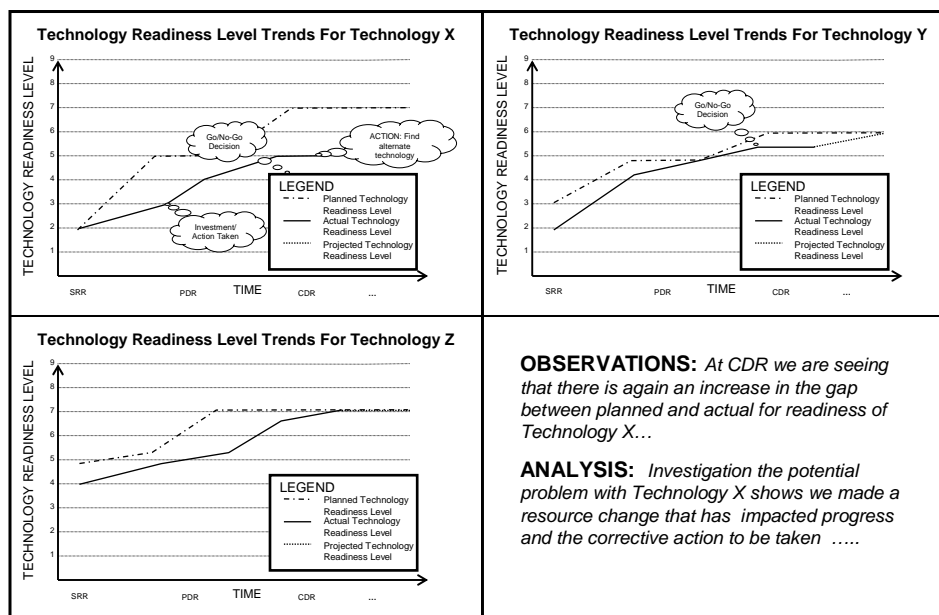 Technology Readiness Level Trends For Technology X
TECHNOLOGY READINESS LEVEL
9
8
7
6
5
4
3
2
1
Go/No-Go
Decision
ACTION: Find
alternate
technology
Investment/
Action Taken
LEGEND
Planned Technology
Readiness Level
Actual Technology
Readiness Level
Projected Technology
Readiness Level
SRR
PDR
TIME
CDR
...
Technology Readiness Level Trends For Technology Y
TECHNOLOGY READINESS LEVEL
9
8
7
6
5
4
3
2
1
Go/No-Go
Decision
LEGEND
Planned Technology
Readiness Level
Actual Technology
Readiness Level
Projected Technology
Readiness Level
SRR
PDR
TIME
CDR
...
Technology Readiness Level Trends For Technology Z
TECHNOLOGY READINESS LEVEL
9
8
7
6
5
4
3
2
1
LEGEND
Planned Technology
Readiness Level
Actual Technology
Readiness Level
Projected Technology
Readiness Level
SRR
PDR
TIME
CDR
...
OBSERVATIONS: At CDR we are seeing
that there is again an increase in the gap
between planned and actual for readiness of
Technology X…
ANALYSIS: Investigation the potential
problem with Technology X shows we made a
resource change that has impacted progress
and the corrective action to be taken …..